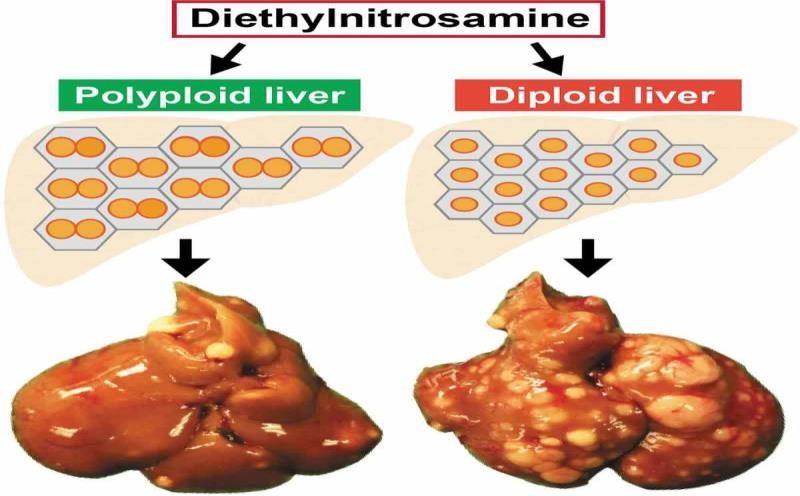 Diethylnitrosamine
Polyploid liver
Diploid liver